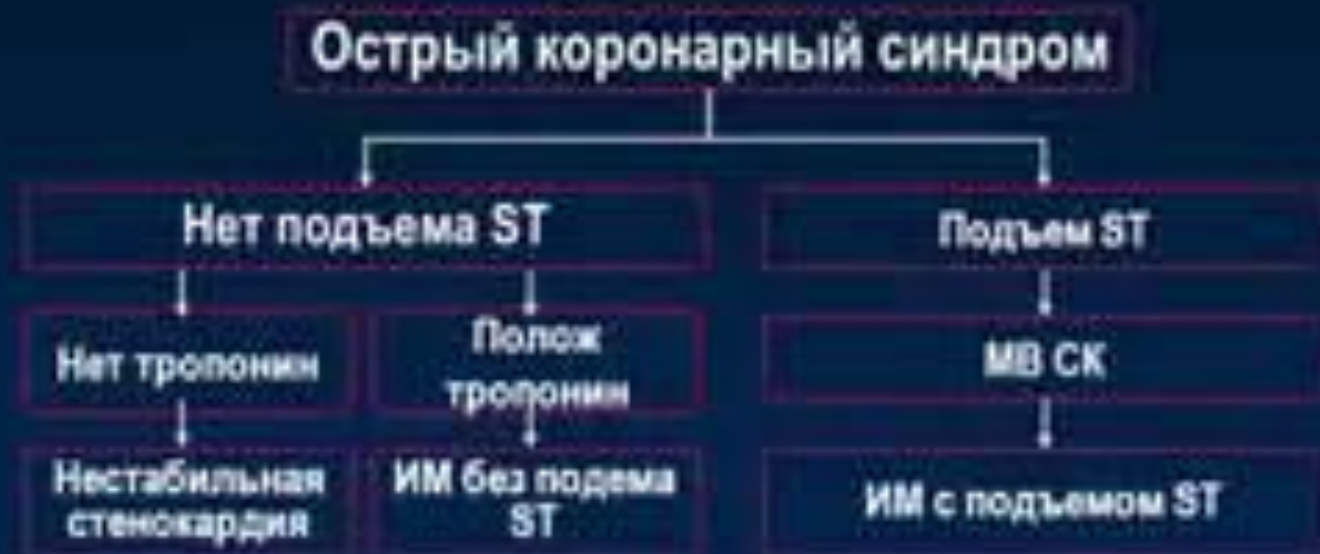 Острый коронарный синдром
Нет подъема ST
Подъем ST
Нет тропонин
Полож
тропонин
МВ СК
Нестабильная
стенокардия
ИМ без подема
ST
ИМ с подъемом ST